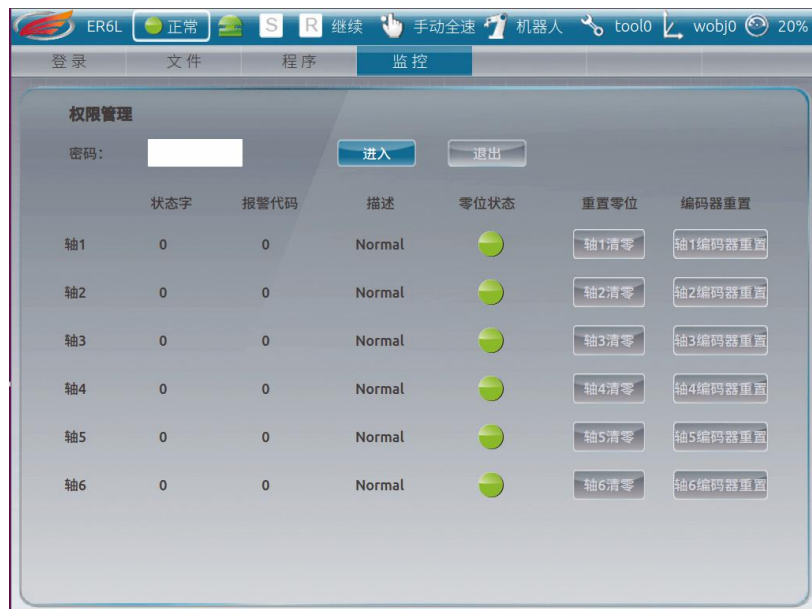 ER6L 正常 S R 继续 手动全速 机器人 tool0 wobj0 20%
登录 文件 程序 监控
权限管理
密码: 进入 退出
状态字 报警代码 描述 零位状态 重置零位 编码器重置
轴1 0 0 Normal 轴1清零 轴1编码器重置
轴2 0 0 Normal 轴2清零 轴2编码器重置
轴3 0 0 Normal 轴3清零 轴3编码器重置
轴4 0 0 Normal 轴4清零 轴4编码器重置
轴5 0 0 Normal 轴5清零 轴5编码器重置
轴6 0 0 Normal 轴6清零 轴6编码器重置